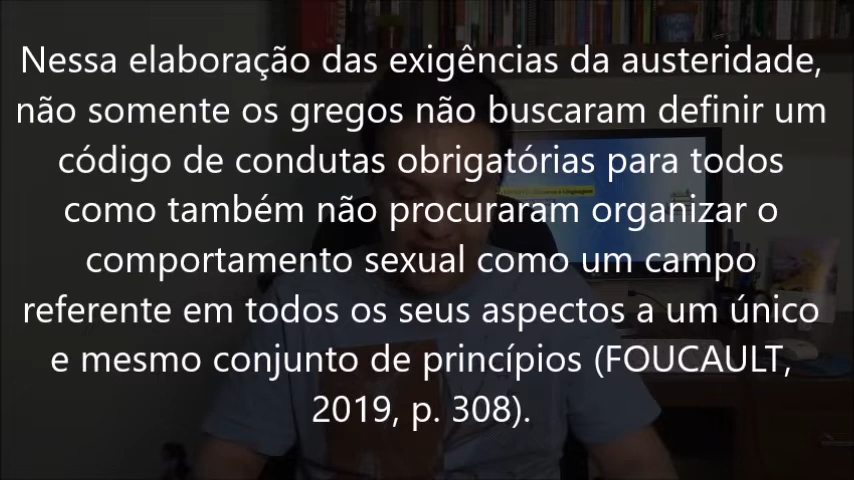 Nessa elaboração das exigências da austeridade,
não somente os gregos não buscaram definir um
código de condutas obrigatórias para todos
como também não procuraram organizar o
comportamento sexual como um campo
referente em todos os seus aspectos a um único
e mesmo conjunto de princípios (FOUCAULT,
2019, p. 308).